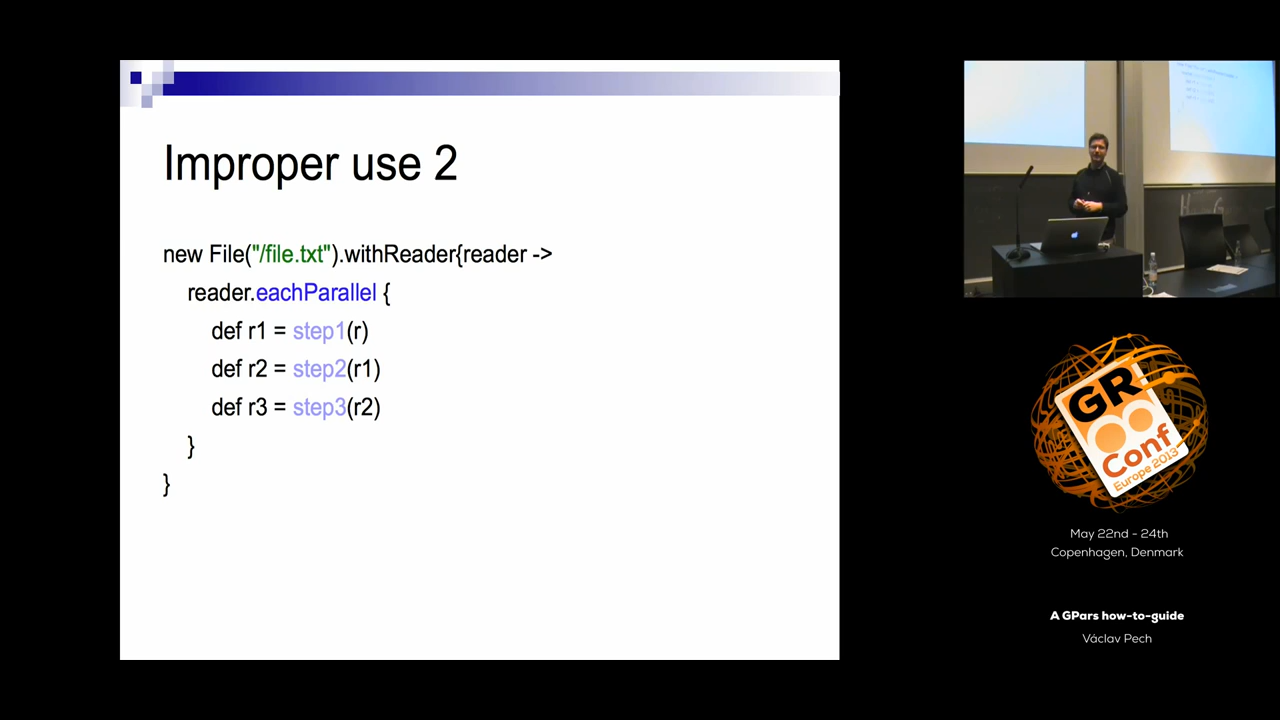 Improper use 2
new File("/file.txt").withReader{reader ->
reader.eachParallel {
def r1 = step1(r)
def r2 = step2(r1)
def r3 = step3(r2)
}
}
GR
Conf
Europe 2013
May 22nd - 24th
Copenhagen, Denmark
A GPars how-to-guide
Václav Pech